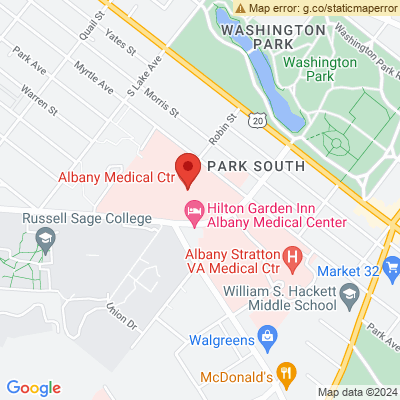 Map error: g.co/staticmaperror
WASHINGTON
PARK
Quail St
Yates St
Park Ave
Myrtle Ave
S Lake Ave
Warren St
Morris St
Washington
Park
Washington Park R
20
Robin St
PARK SOUTH
Albany Medical Ctr
Hilton Garden Inn
Albany Medical Center
Russell Sage College
Albany Stratton
VA Medical Ctr
H
Market 32
William S. Hackett
Middle School
Union Dr
Park Ave
Walgreens
McDonald's
Google
Map data ©2024